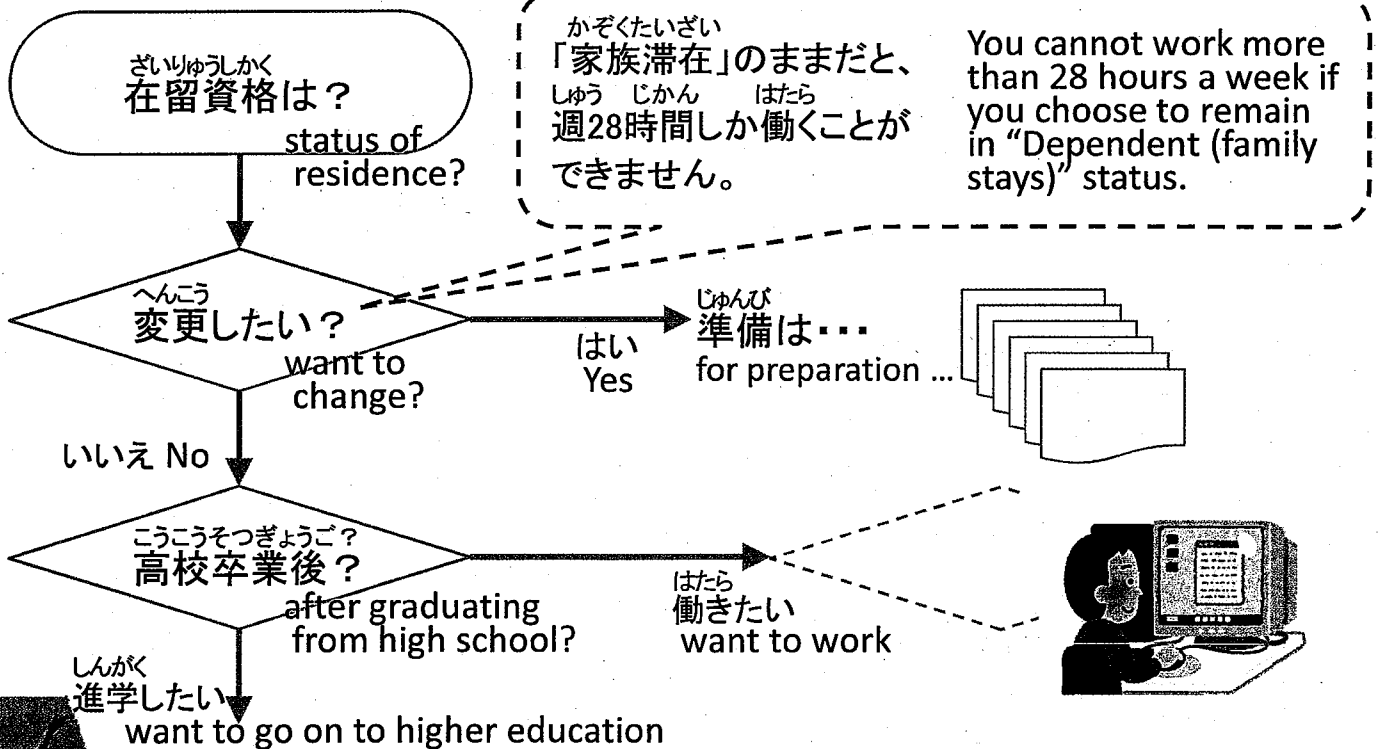 ざいりゅうしかく
在留資格は？
status of
residence?
かぞくたいざい
「家族滞在」のままだと、
しゅう じかん はたら
週28時間しか働くことが
できません。
You cannot work more
than 28 hours a week if
you choose to remain
in “Dependent (family
stays)” status.
へんこう
変更したい？
want to
change?
はい
Yes
じゅんび
準備は・・・
for preparation ...
いいえ No
こうこうそつぎょうご？
高校卒業後？
after graduating
from high school?
はたら
働きたい
want to work
しんがく
進学したい
want to go on to higher education